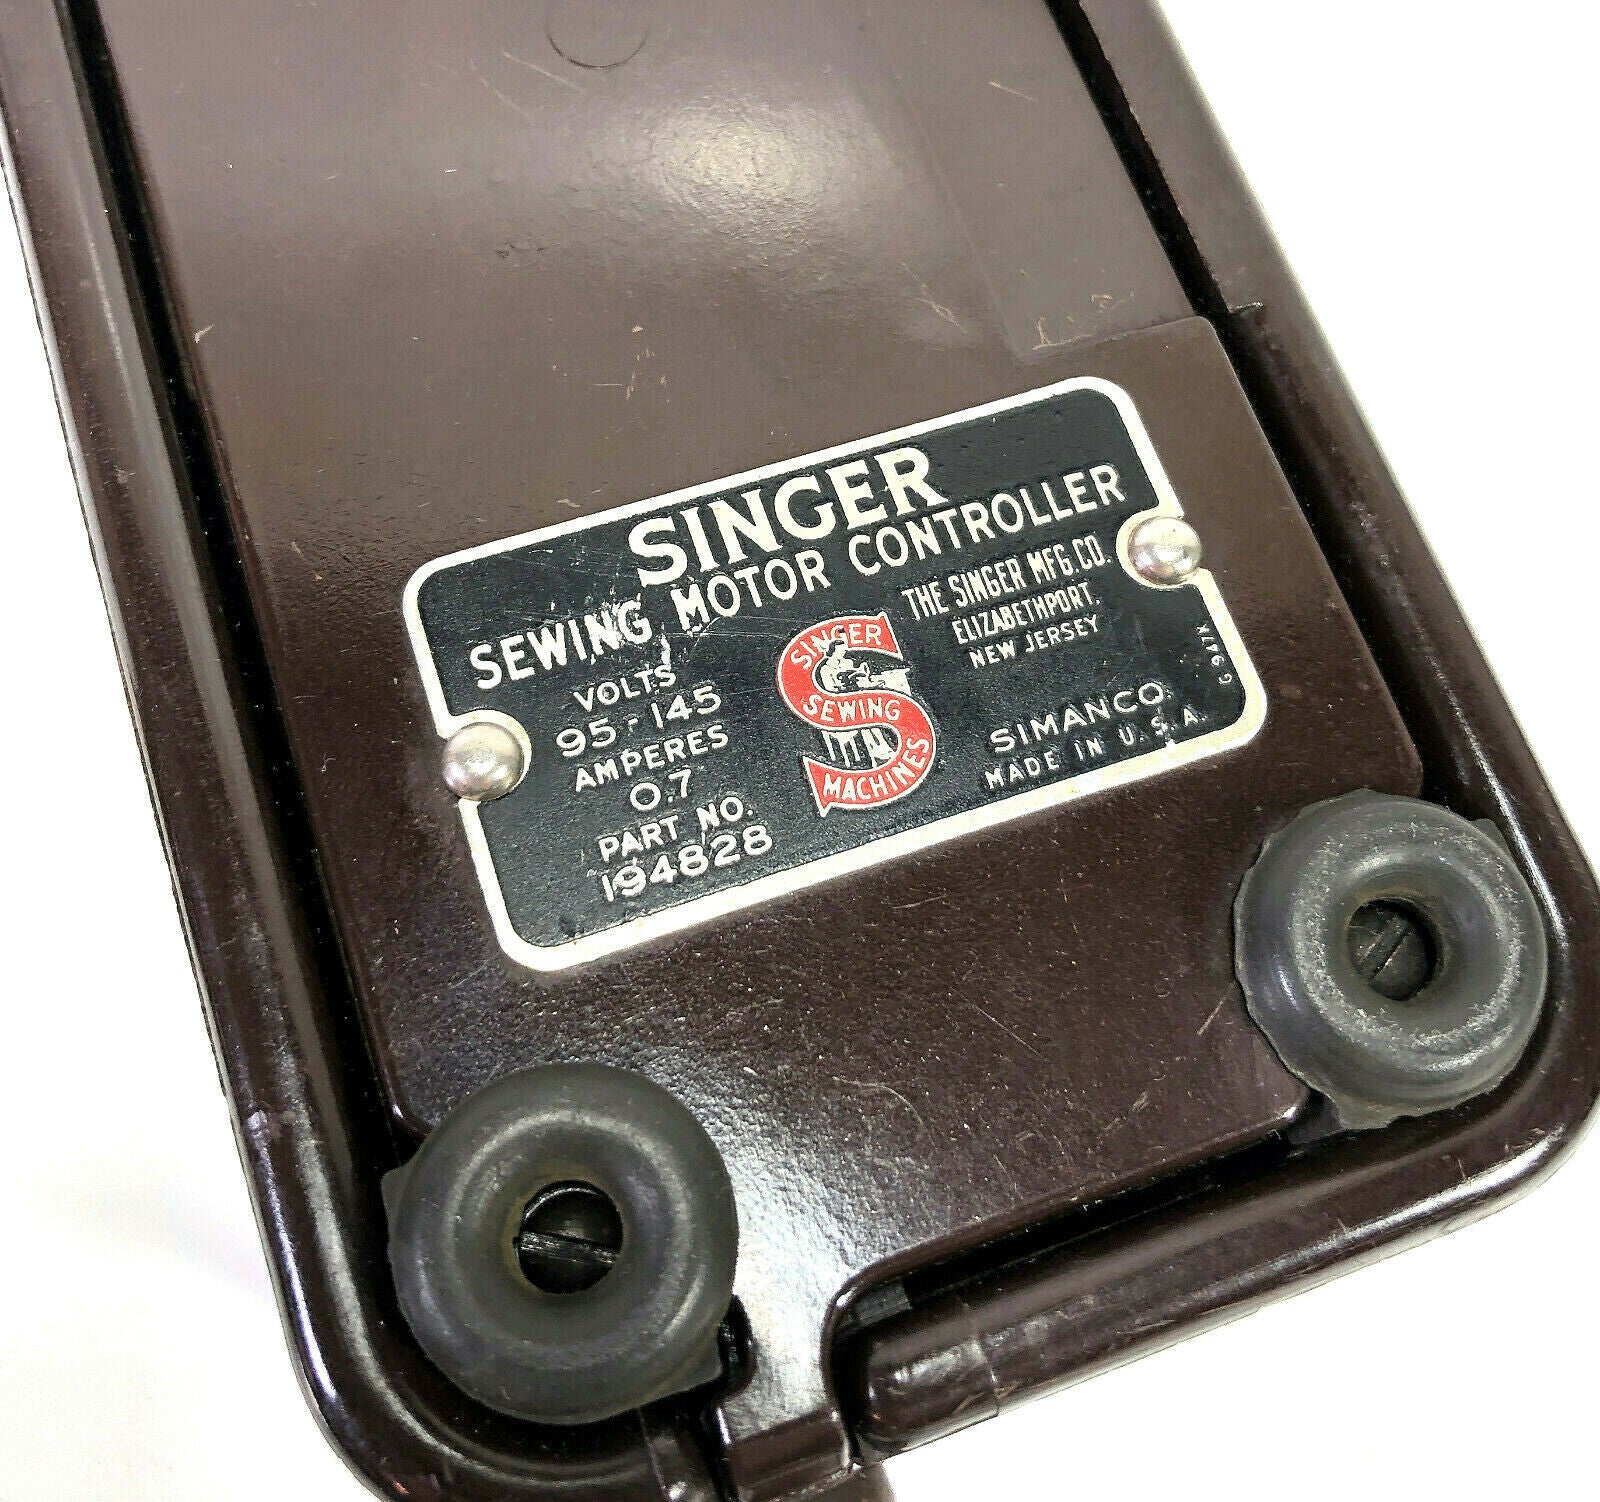 SINGER
SEWING MOTOR CONTROLLER
VOLTS
95-145
AMPERES
0.7
PART NO.
194828
SINGER
SEWING
MACHINES
THE SINGER MFG. CO.
ELIZABETHPORT,
NEW JERSEY
SIMANCO
MADE IN U.S.A.